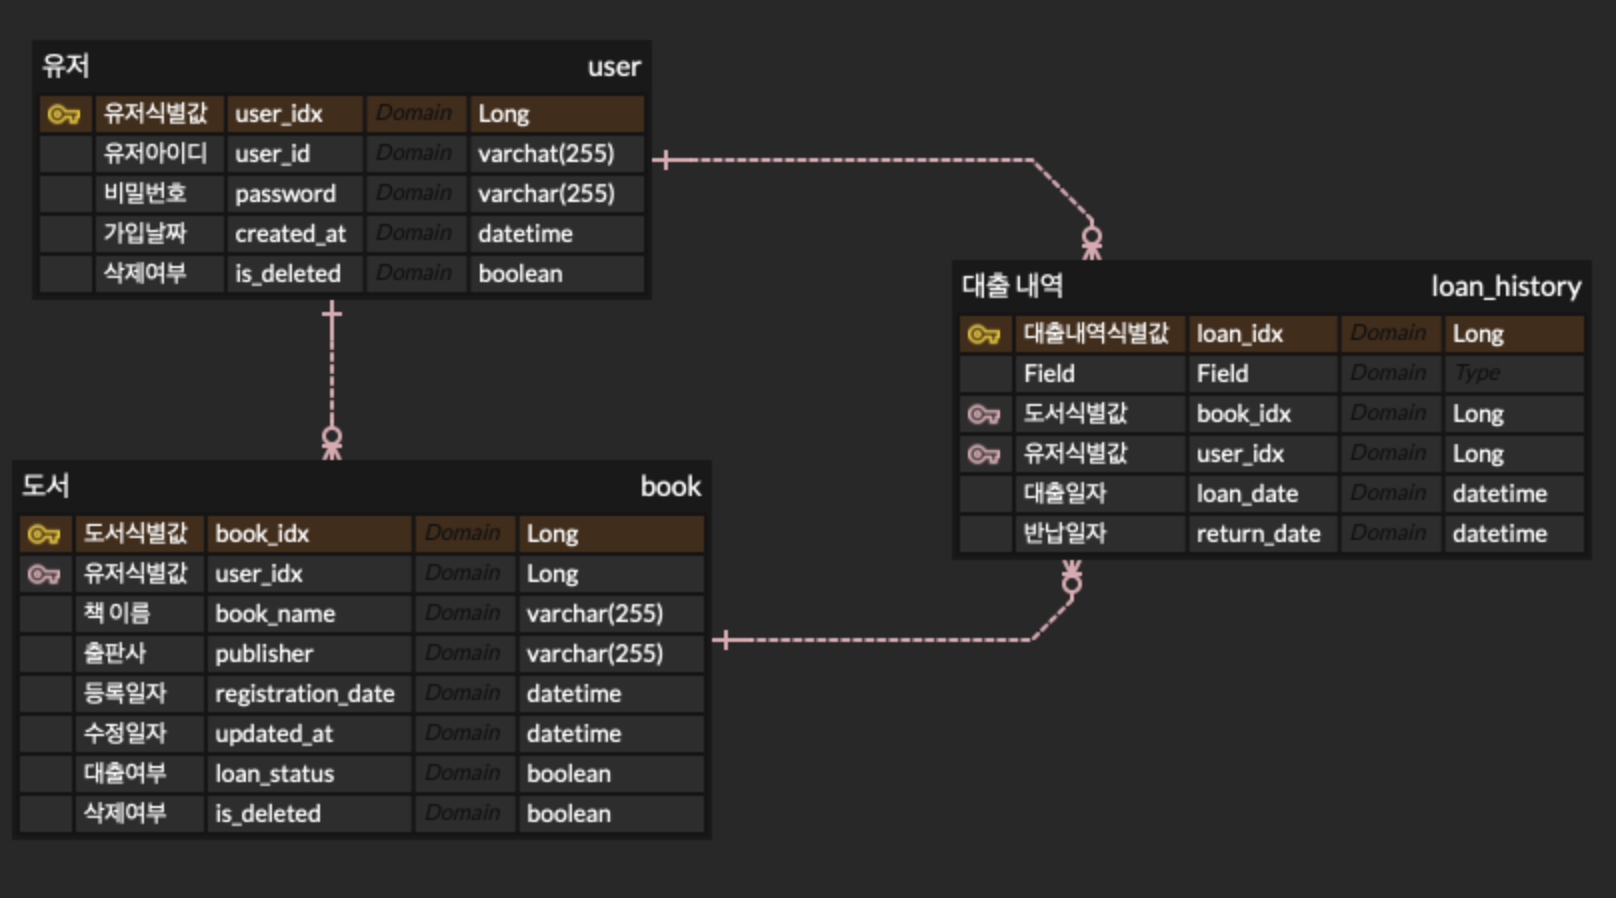 유저 user
유저식별값 user_idx Domain Long
유저아이디 user_id Domain varchat(255)
비밀번호 password Domain varchar(255)
가입날짜 created_at Domain datetime
삭제여부 is_deleted Domain boolean
대출 내역 loan_history
대출내역식별값 loan_idx Domain Long
Field Field Domain Type
도서식별값 book_idx Domain Long
유저식별값 user_idx Domain Long
대출일자 loan_date Domain datetime
반납일자 return_date Domain datetime
도서 book
도서식별값 book_idx Domain Long
유저식별값 user_idx Domain Long
책 이름 book_name Domain varchar(255)
출판사 publisher Domain varchar(255)
등록일자 registration_date Domain datetime
수정일자 updated_at Domain datetime
대출여부 loan_status Domain boolean
삭제여부 is_deleted Domain boolean